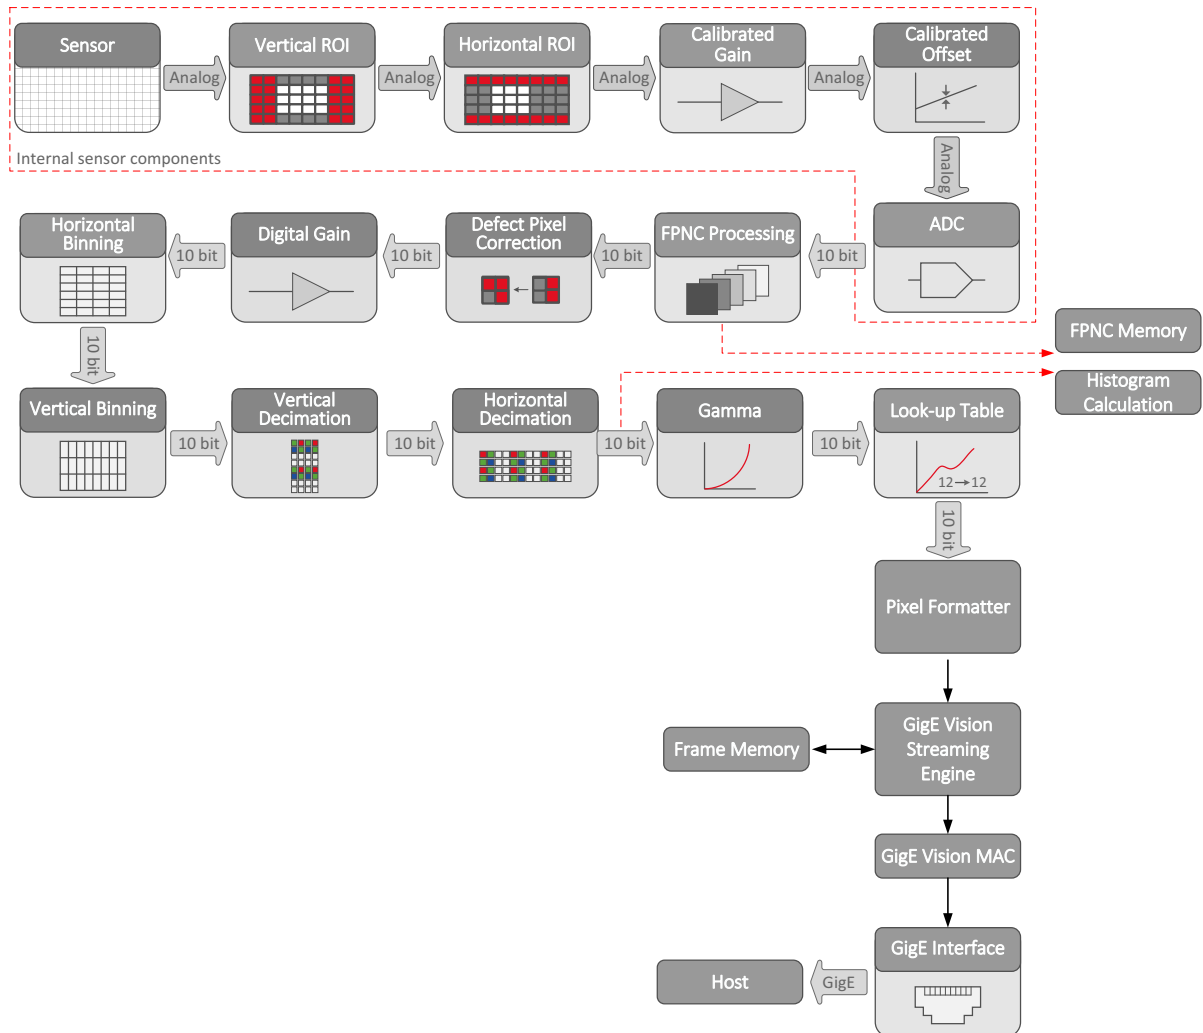 Sensor
Analog
Vertical ROI
Analog
Horizontal ROI
Analog
Calibrated
Gain
Analog
Calibrated
Offset
Internal sensor components
Analog
ADC
10 bit
FPNC Processing
10 bit
Defect Pixel
Correction
10 bit
Digital Gain
10 bit
Horizontal
Binning
FPNC Memory
Histogram
Calculation
10 bit
Vertical Binning
10 bit
Vertical
Decimation
10 bit
Horizontal
Decimation
10 bit
Gamma
10 bit
Look-up Table
12→12
10 bit
Pixel Formatter
GigE Vision
Streaming
Engine
Frame Memory
GigE Vision MAC
GigE Interface
GigE
Host